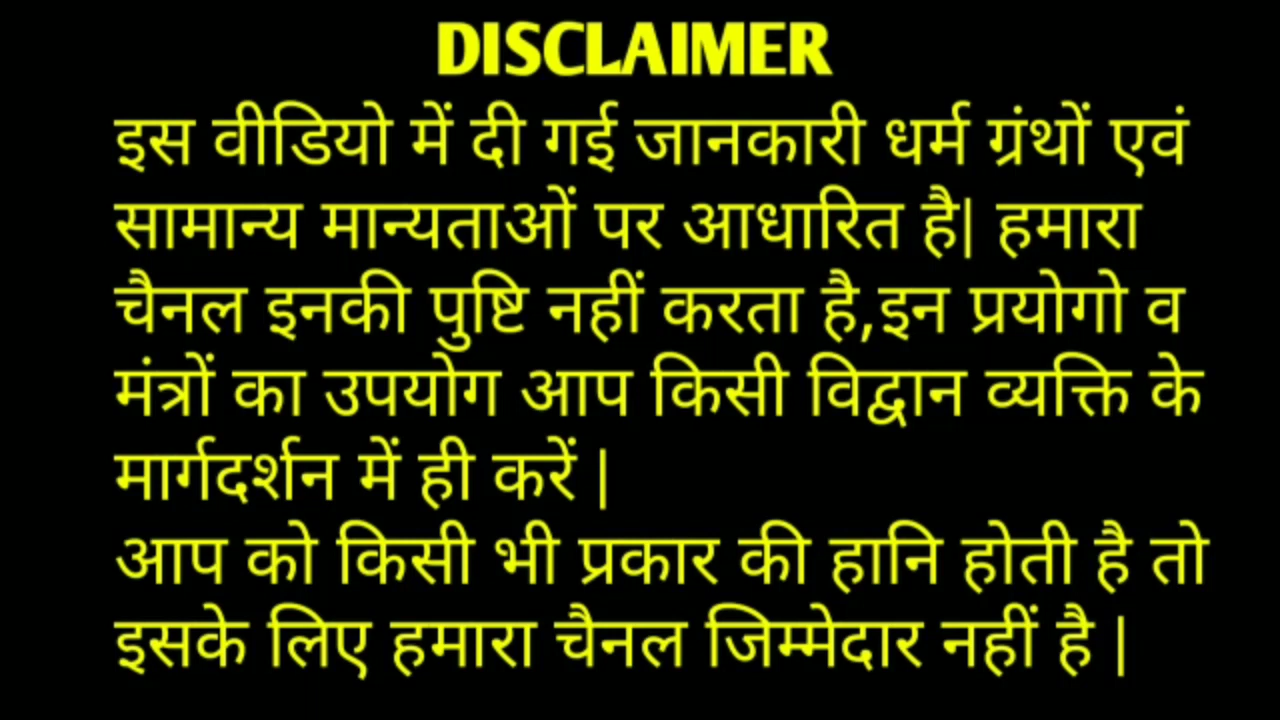 DISCLAIMER
इस वीडियो में दी गई जानकारी धर्म ग्रंथों एवं
सामान्य मान्यताओं पर आधारित है| हमारा
चैनल इनकी पुष्टि नहीं करता है,इन प्रयोगो व
मंत्रों का उपयोग आप किसी विद्वान व्यक्ति के
मार्गदर्शन में ही करें |
आप को किसी भी प्रकार की हानि होती है तो
इसके लिए हमारा चैनल जिम्मेदार नहीं है |